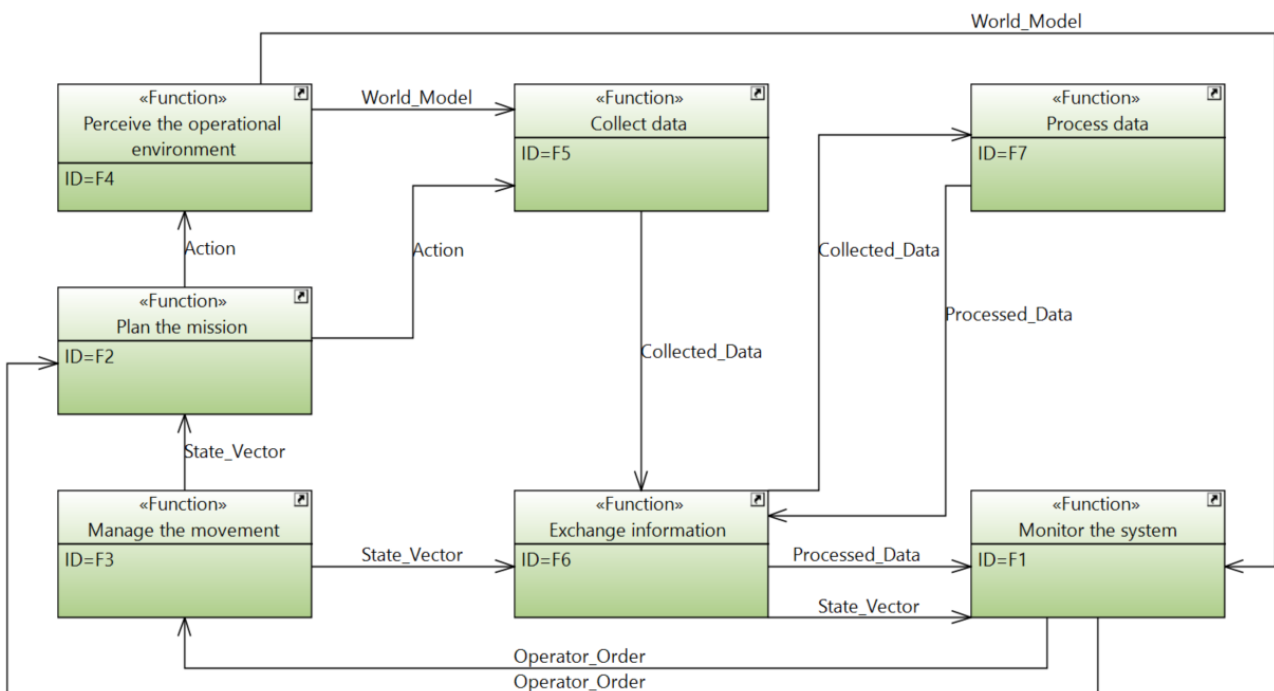 World_Model
«Function»
Perceive the operational
environment
ID=F4
World_Model
«Function»
Collect data
ID=F5
«Function»
Process data
ID=F7
Action
Action
Collected_Data
Processed_Data
«Function»
Plan the mission
ID=F2
Collected_Data
State_Vector
«Function»
Manage the movement
ID=F3
State_Vector
«Function»
Exchange information
ID=F6
Processed_Data
State_Vector
«Function»
Monitor the system
ID=F1
Operator_Order
Operator_Order